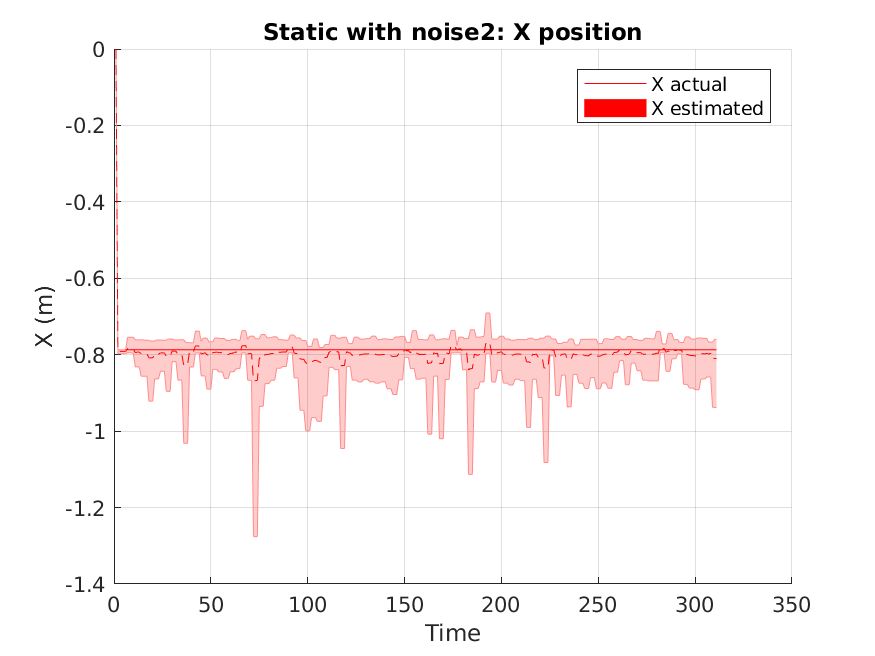 Static with noise2: X position
X actual
X estimated
0
-0.2
-0.4
-0.6
-0.8
-1
-1.2
-1.4
X (m)
0 50 100 150 200 250 300 350
Time